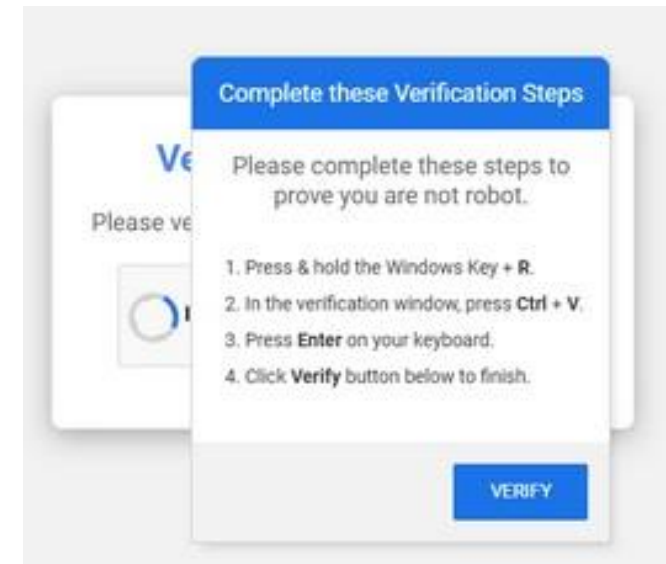 Complete these Verification Steps
Ve
Please complete these steps to
prove you are not robot.
Please ve
1. Press & hold the Windows Key + R.
2. In the verification window, press Ctrl + V.
3. Press Enter on your keyboard.
4. Click Verify button below to finish.
VERIFY